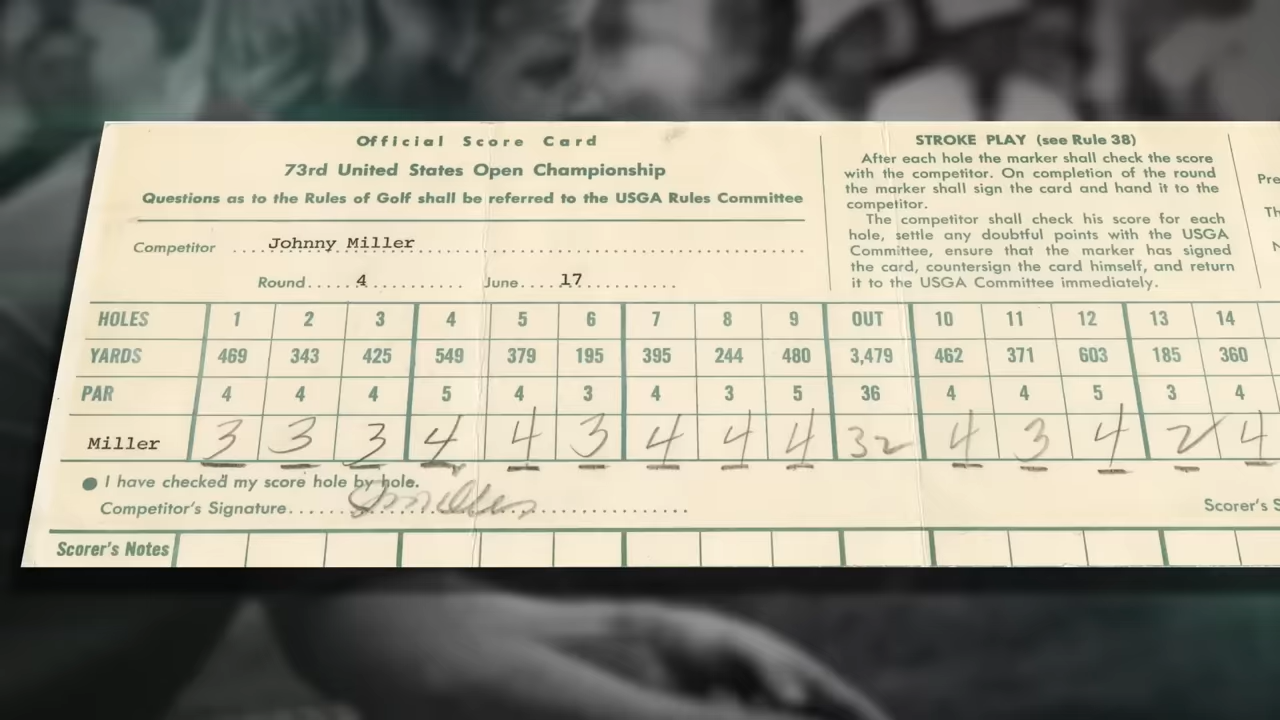 Official Score Card
73rd United States Open Championship
Questions as to the Rules of Golf shall be referred to the USGA Rules Committee
Competitor Johnny Miller
Round.....4.......... June....17..........
STROKE PLAY (see Rule 38)
After each hole the marker shall check the score
with the competitor. On completion of the round
the marker shall sign the card and hand it to the
competitor.
The competitor shall check his score for each
hole, settle any doubtful points with the USGA
Committee, ensure that the marker has signed
the card, countersign the card himself, and return
it to the USGA Committee immediately.
Pre
Th
HOLES 1 2 3 4 5 6 7 8 9 OUT 10 11 12 13 14
YARDS 469 343 425 549 379 195 395 244 480 3,479 462 371 603 185 360
PAR 4 4 4 5 4 3 4 3 5 36 4 4 5 3 4
Miller 3 3 3 4 4 3 4 4 4 32 4 3 4 2 4
I have checked my score hole by hole.
Competitor's Signature
Scorer's S
Scorer's Notes